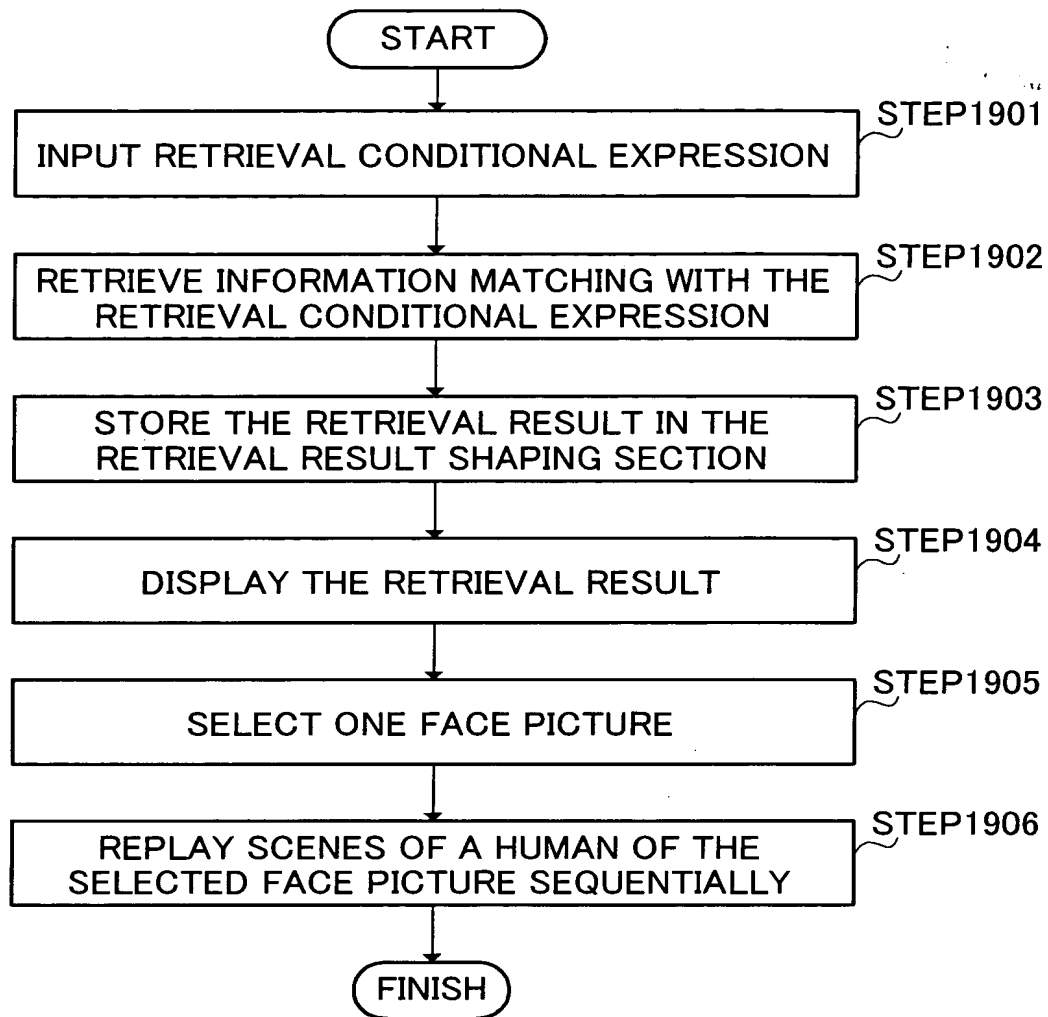 START
STEP1901
INPUT RETRIEVAL CONDITIONAL EXPRESSION
STEP1902
RETRIEVE INFORMATION MATCHING WITH THE
RETRIEVAL CONDITIONAL EXPRESSION
STEP1903
STORE THE RETRIEVAL RESULT IN THE
RETRIEVAL RESULT SHAPING SECTION
STEP1904
DISPLAY THE RETRIEVAL RESULT
STEP1905
SELECT ONE FACE PICTURE
STEP1906
REPLAY SCENES OF A HUMAN OF THE
SELECTED FACE PICTURE SEQUENTIALLY
FINISH